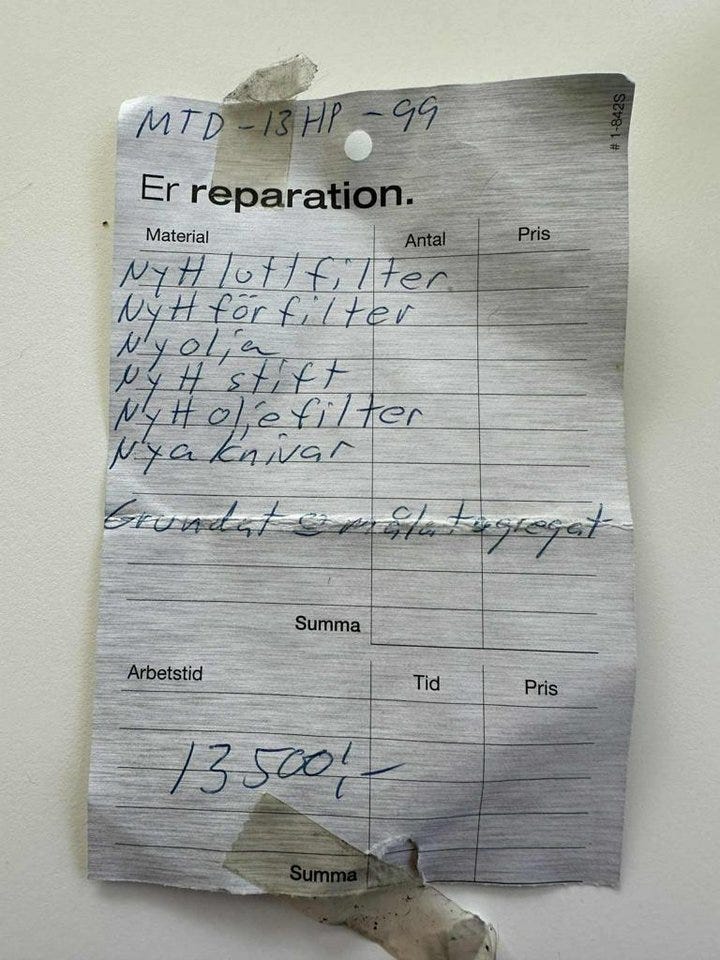 MTD-13HP-99
# 1-842S
Er reparation.
Material Antal Pris
Nytt luftfilter
Nytt förfilter
Ny olja
Nytt stift
Nytt oljefilter
Nya knivar
Grundat & målat agregat
Summa
Arbetstid Tid Pris
13500:-
Summa